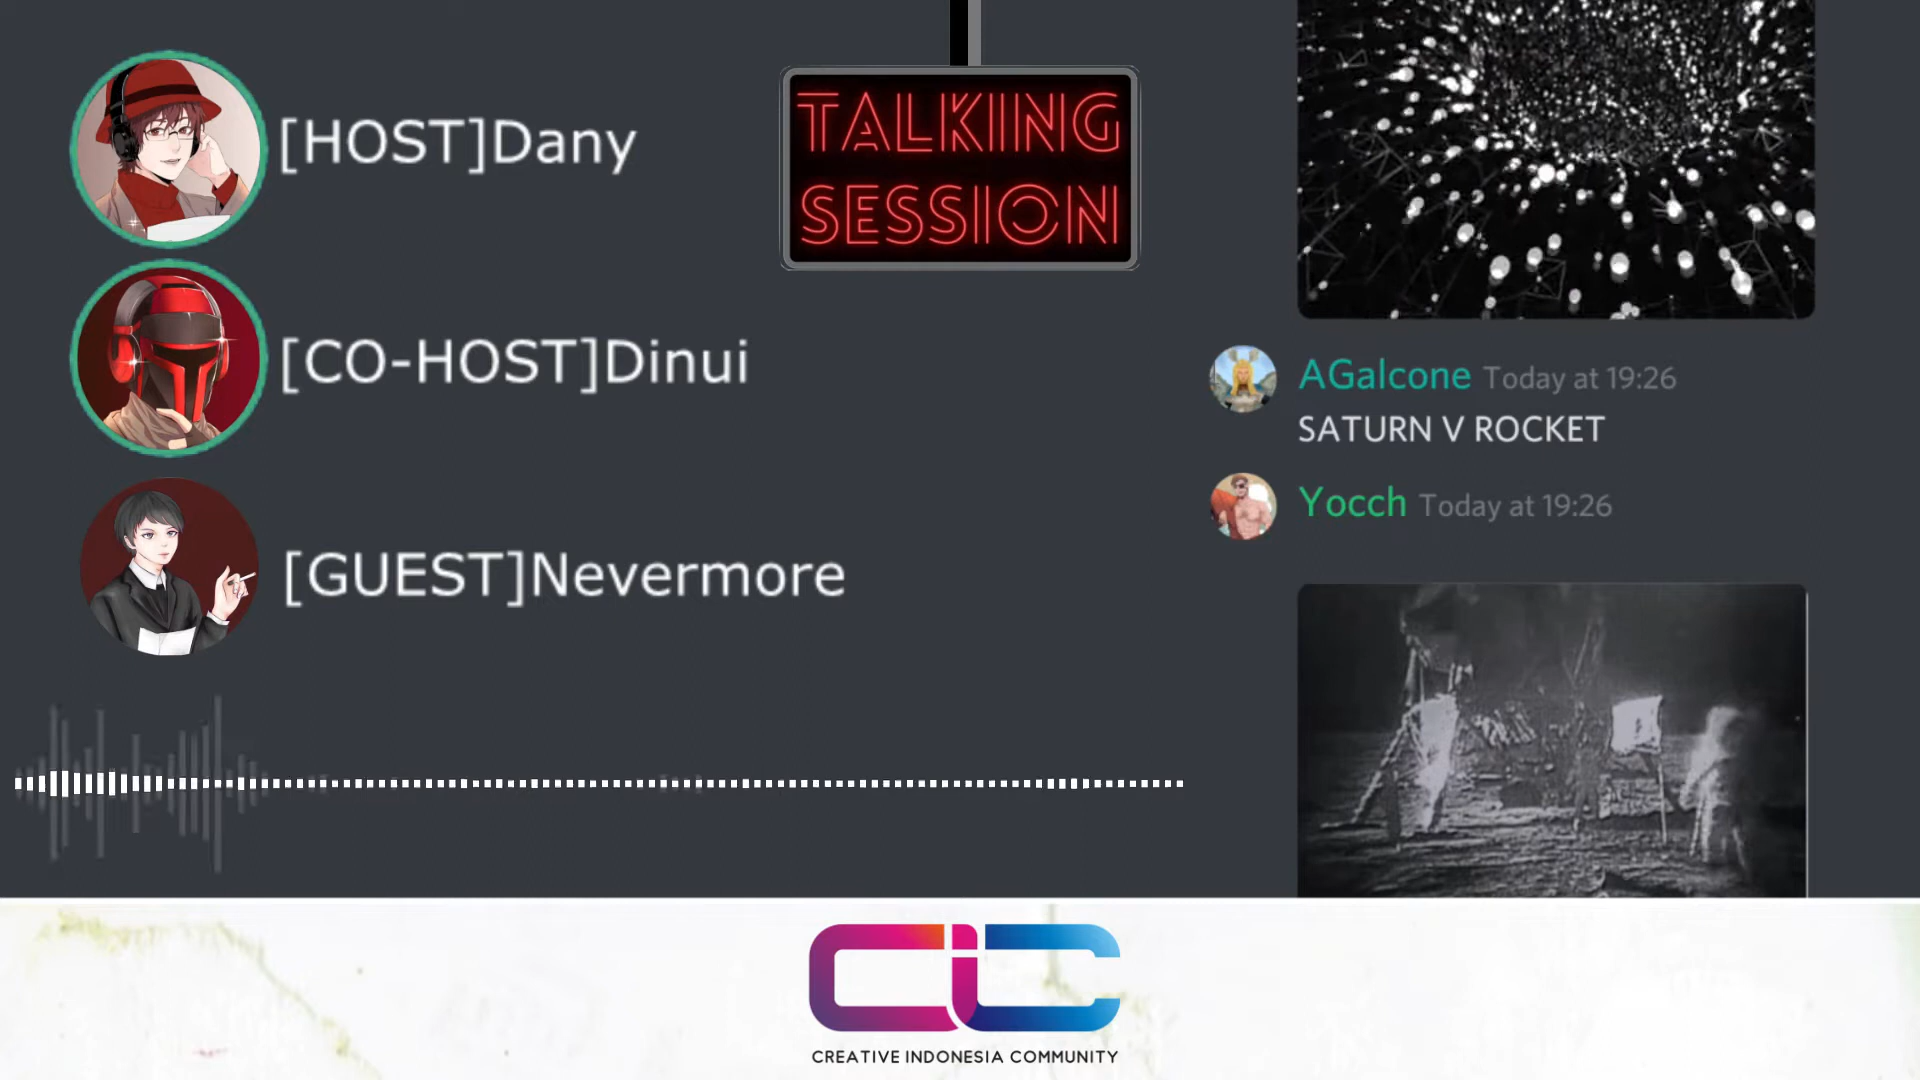 [HOST]Dany
TALKING
SESSION
[CO-HOST]Dinui
[GUEST]Nevermore
AGalcone Today at 19:26
SATURN V ROCKET
Yocch Today at 19:26
CIC
CREATIVE INDONESIA COMMUNITY